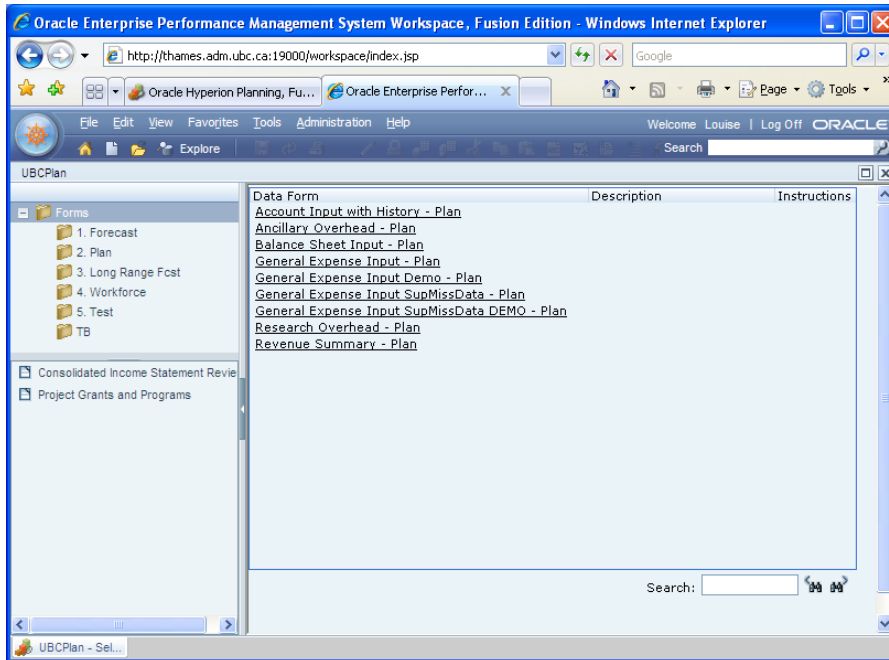 Oracle Enterprise Performance Management System Workspace, Fusion Edition - Windows Internet Explorer
http://thames.adm.ubc.ca:19000/workspace/index.jsp
Google
Oracle Hyperion Planning, Fu...
Oracle Enterprise Perfor...
Page
Tools
File Edit View Favorites Tools Administration Help
Welcome Louise | Log Off ORACLE
Explore
Search
UBCPlan
Forms
1. Forecast
2. Plan
3. Long Range Fcst
4. Workforce
5. Test
TB
Consolidated Income Statement Revie
Project Grants and Programs
Data Form Description Instructions
Account Input with History - Plan
Ancillary Overhead - Plan
Balance Sheet Input - Plan
General Expense Input - Plan
General Expense Input Demo - Plan
General Expense Input SupMissData - Plan
General Expense Input SupMissData DEMO - Plan
Research Overhead - Plan
Revenue Summary - Plan
Search:
UBCPlan - Sel...